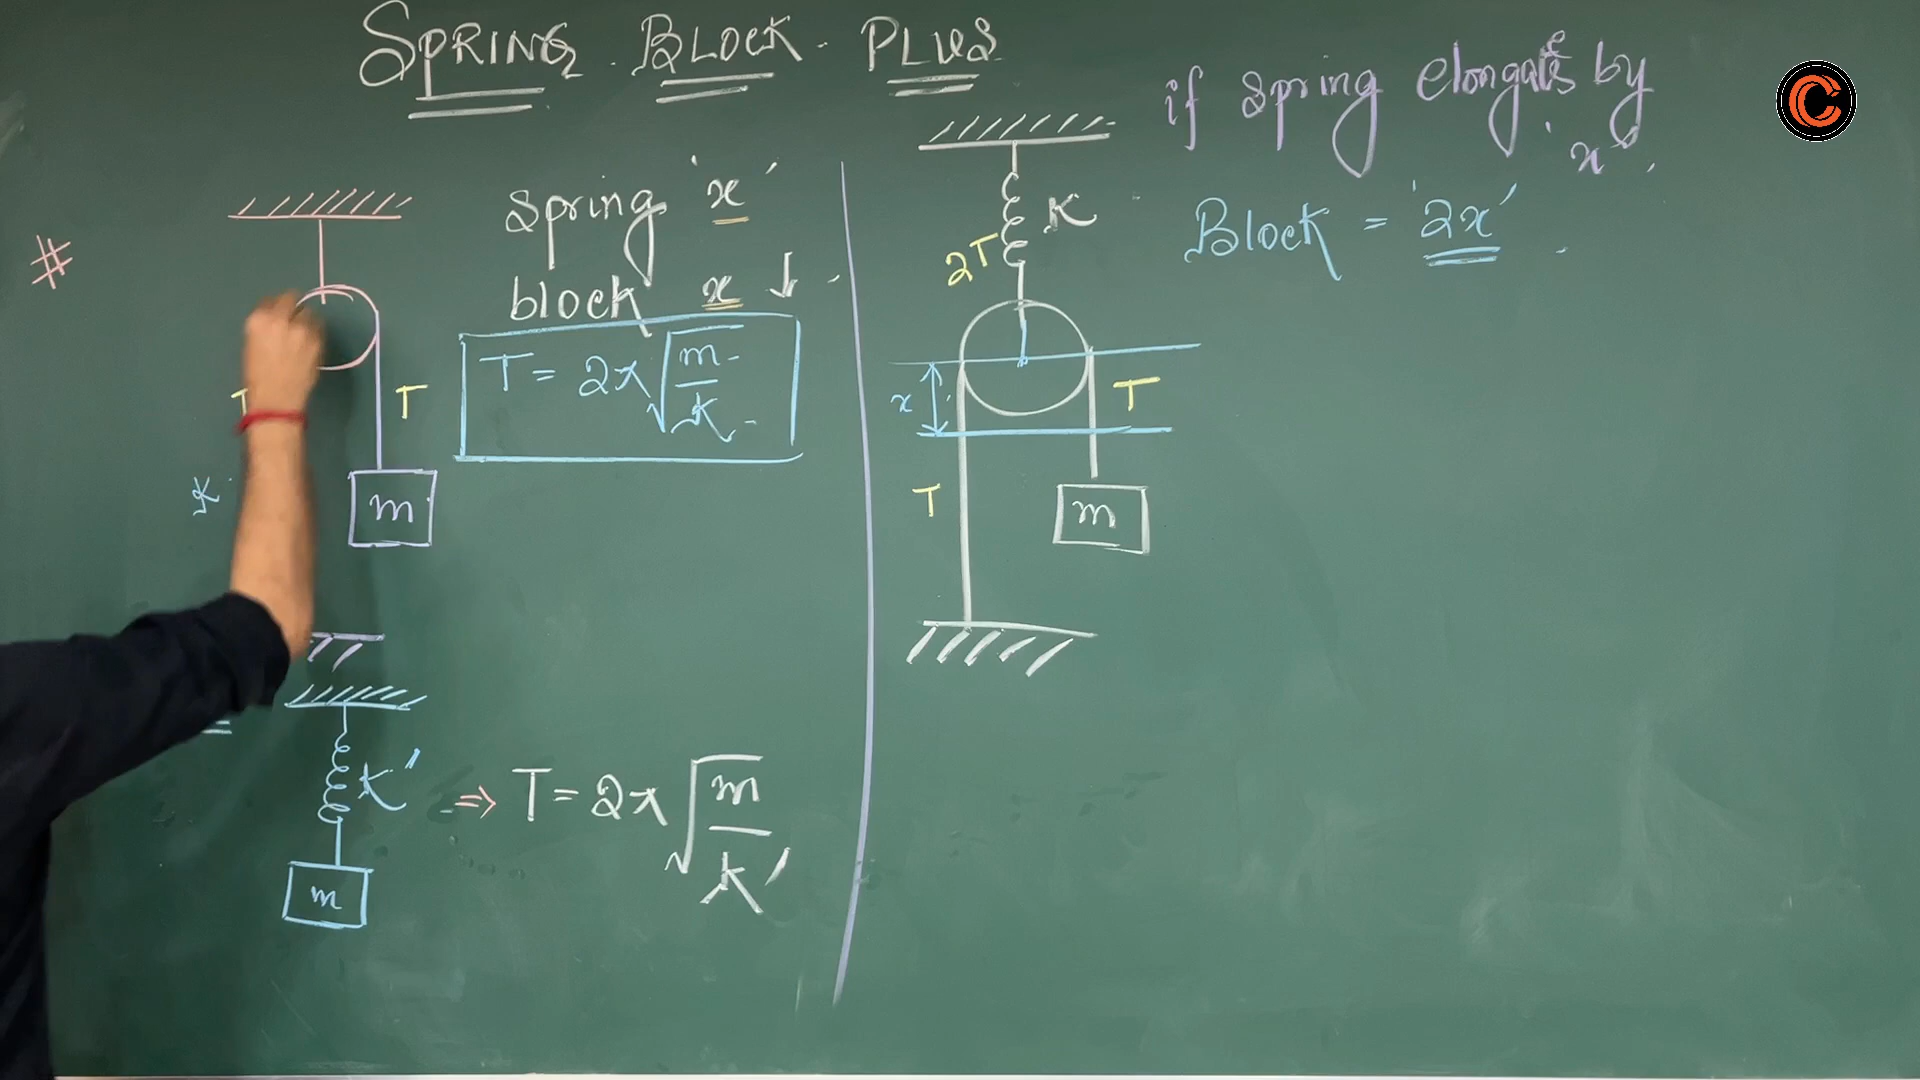 SPRING BLOCK PLUS
#
Spring 'x'
block x ↓
T = 2π√(m/k)
T
T
k
m
k'
m
⇒ T = 2π√(m/k')
if spring elongates by
x
Block = '2x'
K
2T
x
T
T
m